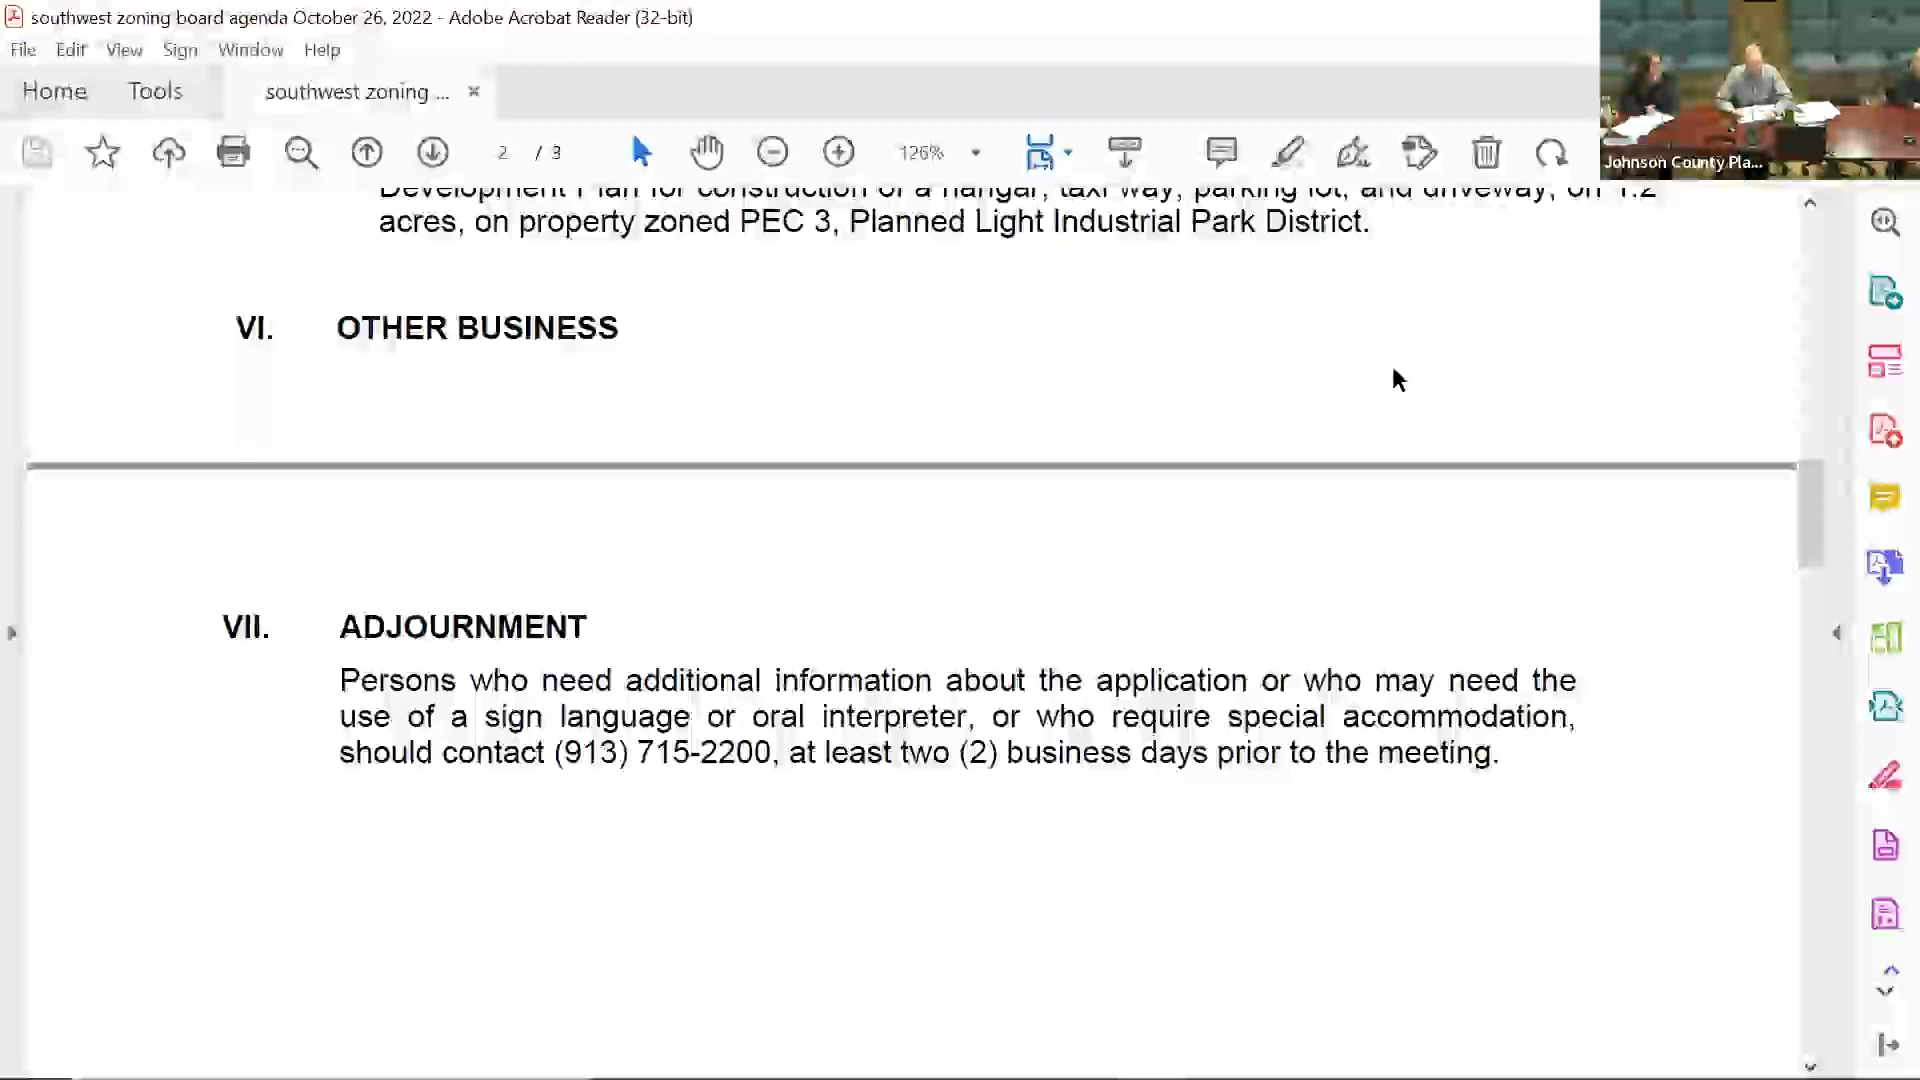 southwest zoning board agenda October 26, 2022 - Adobe Acrobat Reader (32-bit)
File Edit View Sign Window Help
Home Tools southwest zoning ...
2 / 3 126%
Johnson County Pla...
Development Plan for construction of a hangar, taxi way, parking lot, and driveway, on 1.2
acres, on property zoned PEC 3, Planned Light Industrial Park District.
VI. OTHER BUSINESS
VII. ADJOURNMENT
Persons who need additional information about the application or who may need the
use of a sign language or oral interpreter, or who require special accommodation,
should contact (913) 715-2200, at least two (2) business days prior to the meeting.